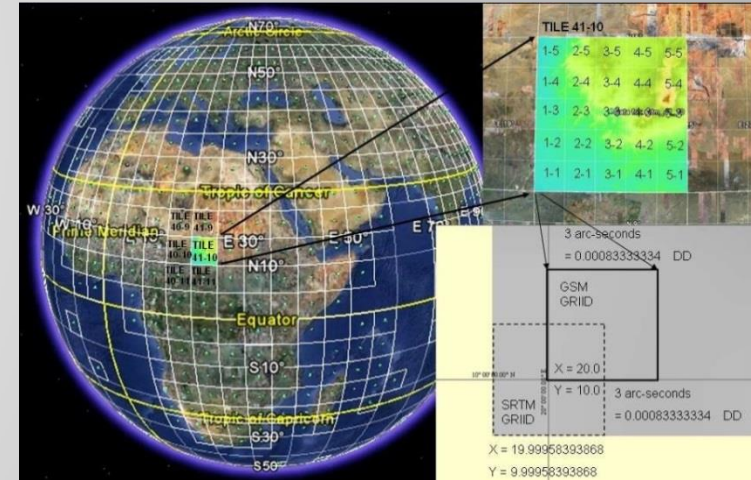 N70°
Arctic Circle
N50°
N30°
Tropic of Cancer
W 30°
W 10°
Prime Meridian
E 10°
E 30°
E 50°
E 70°
TILE TILE
40-9 41-9
TILE TILE
40-10 41-10
TILE TILE
40-11 41-11
N10°
Equator
S10°
Tropic of Capricorn
S30°
S50°
TILE 41-10
1-5 2-5 3-5 4-5 5-5
1-4 2-4 3-4 4-4 5-4
1-3 2-3
1-2 2-2 3-2 4-2 5-2
1-1 2-1 3-1 4-1 5-1
3 arc-seconds
= 0.00083333334 DD
GSM
GRIID
X = 20.0
Y = 10.0
3 arc-seconds
= 0.00083333334 DD
SRTM
GRIID
X = 19.99958393868
Y = 9.99958393868